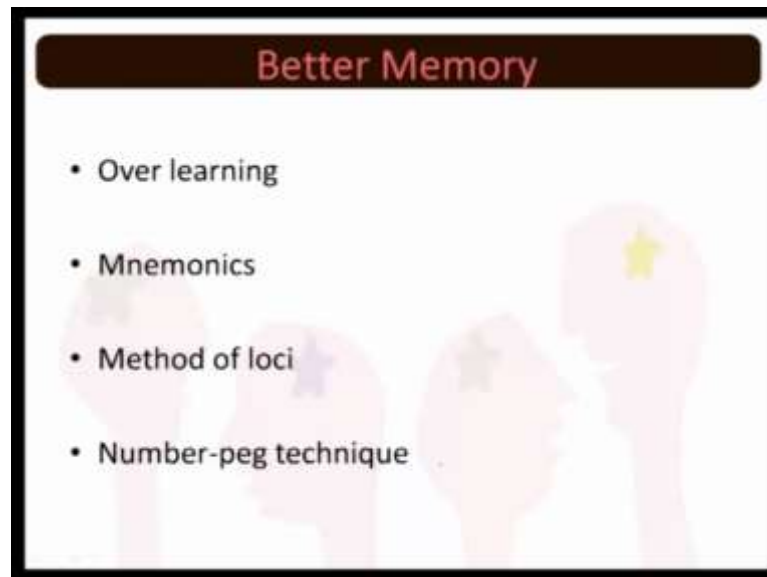 Better Memory
• Over learning
• Mnemonics
• Method of loci
• Number-peg technique